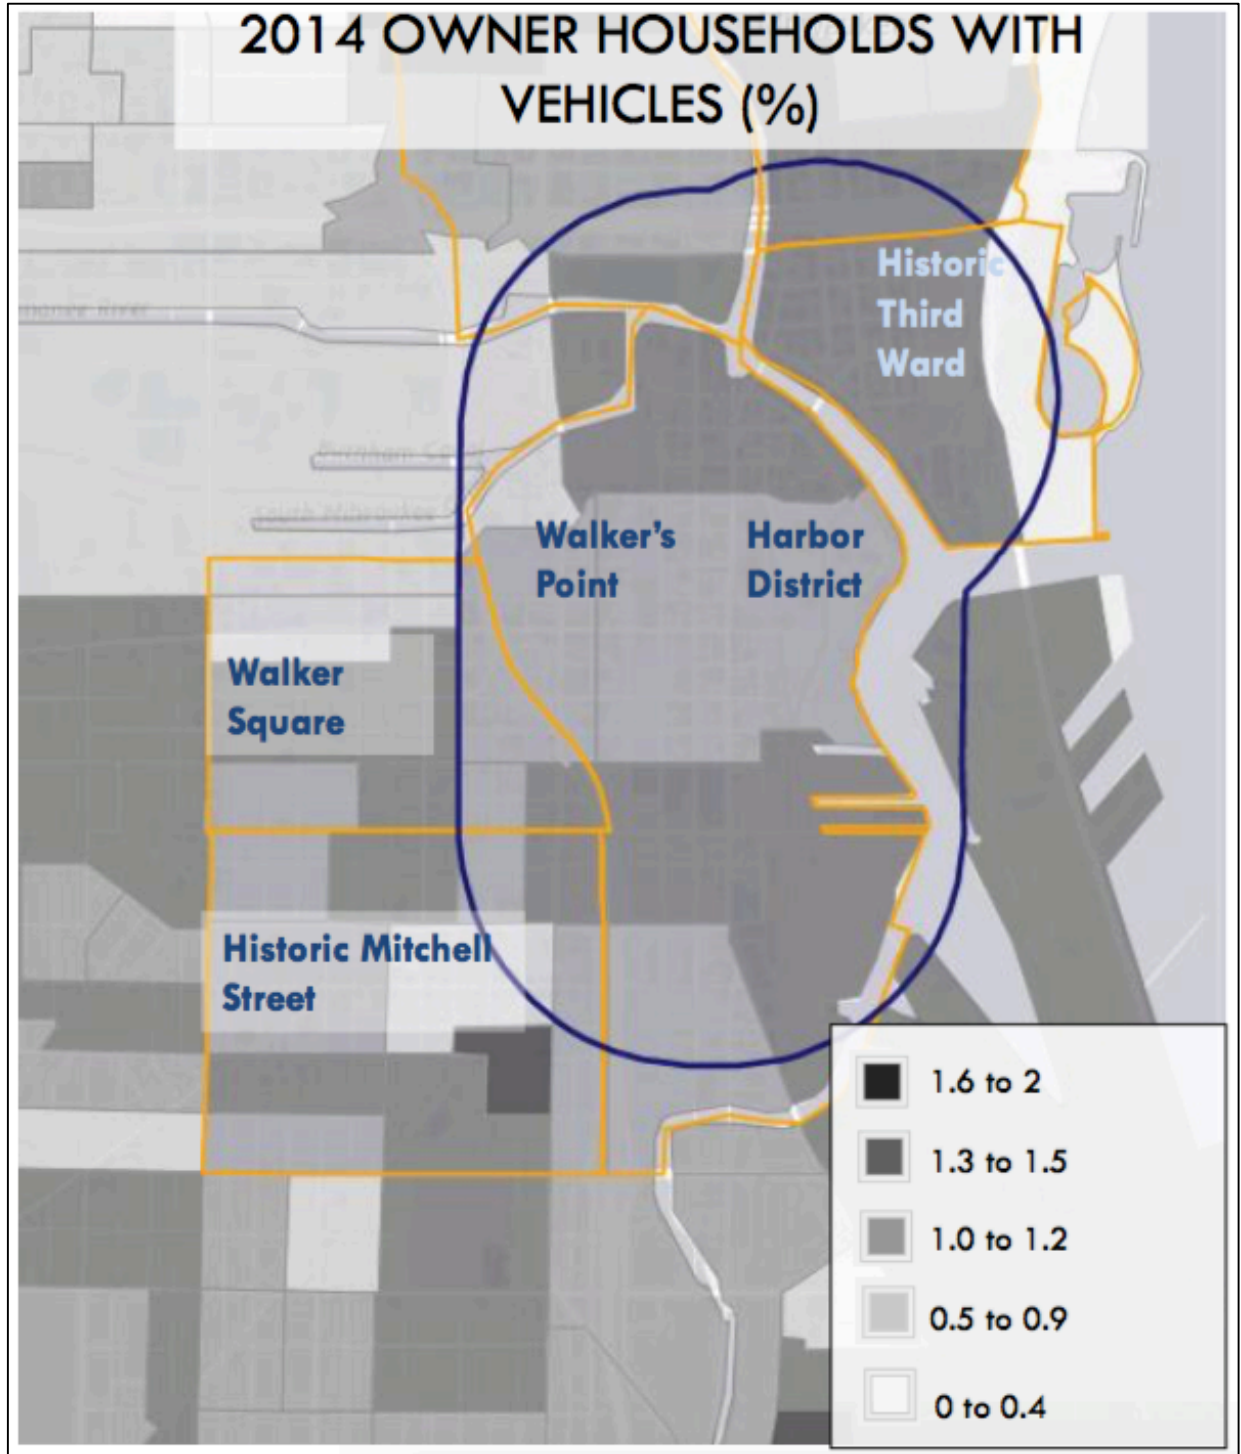 2014 OWNER HOUSEHOLDS WITH
VEHICLES (%)
Historic
Third
Ward
Walker's
Point
Harbor
District
Walker
Square
Historic Mitchell
Street
1.6 to 2
1.3 to 1.5
1.0 to 1.2
0.5 to 0.9
0 to 0.4